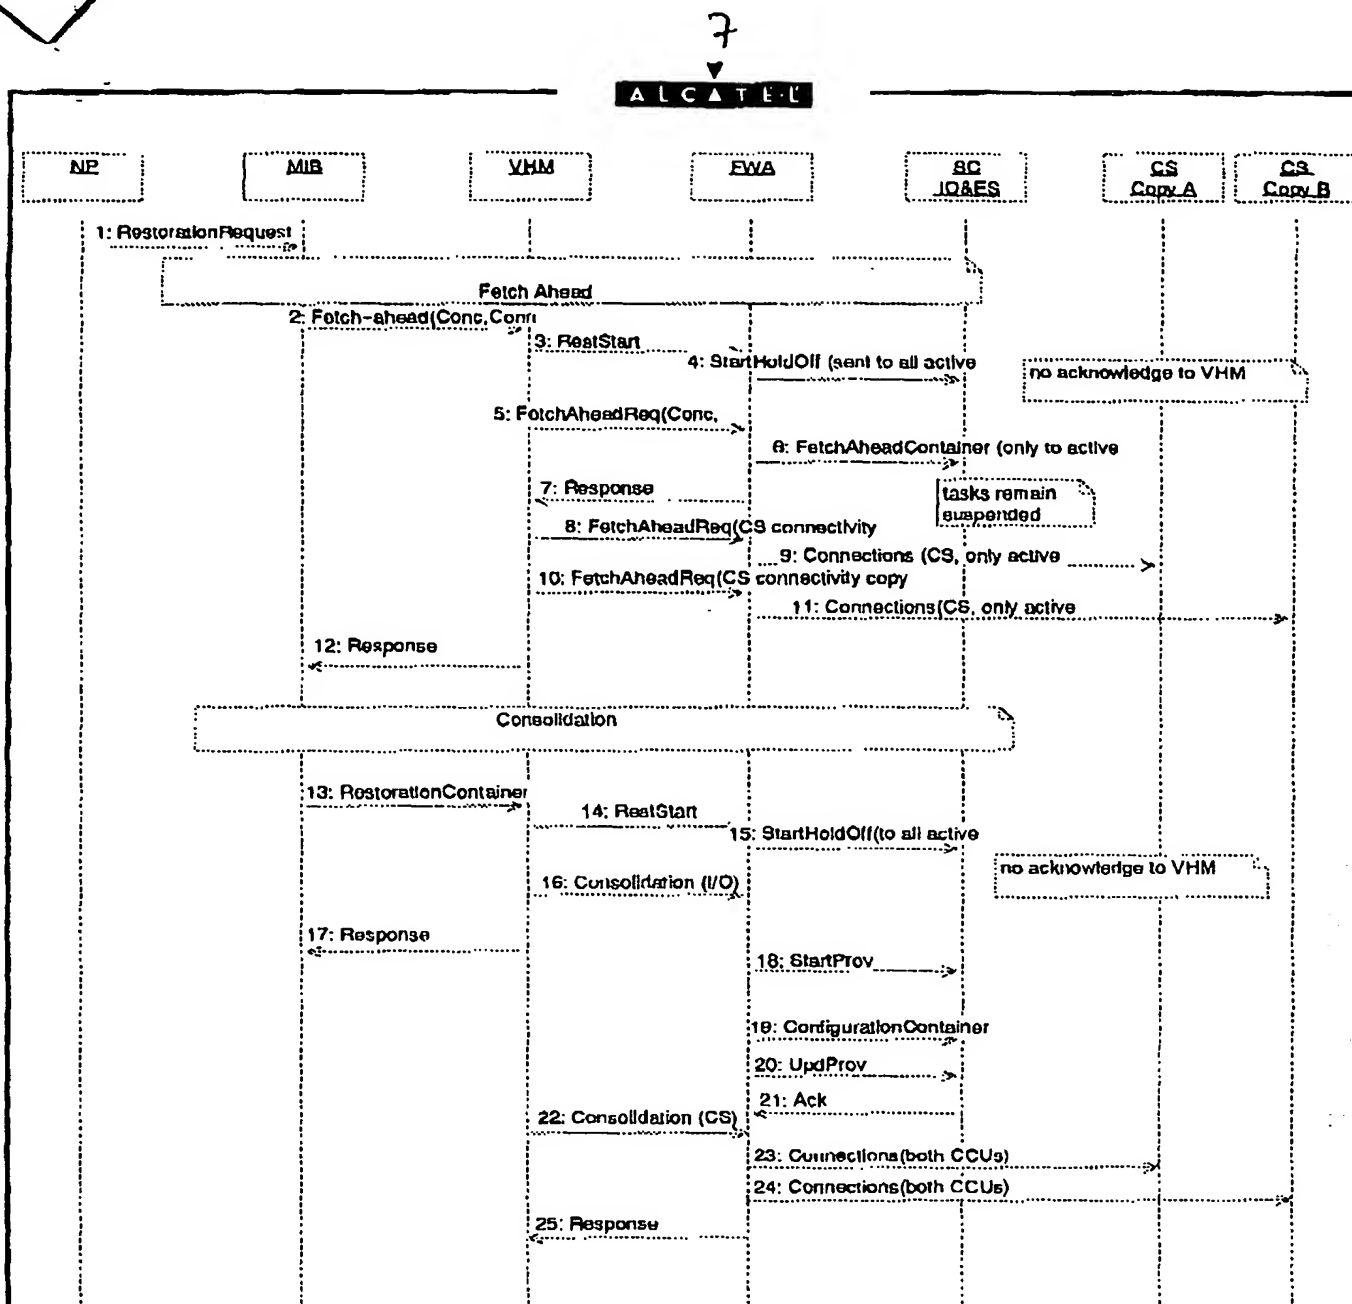 7
ALCATEL
NP
MIB
VHM
FWA
SC
IO&ES
CS
Copy A
CS
Copy B
1: RestorationRequest
Fetch Ahead
2: Fetch-ahead(Conc,Conn
3: RestStart
4: StartHoldOff (sent to all active
no acknowledge to VHM
5: FetchAheadReq(Conc,
6: FetchAheadContainer (only to active
7: Response
tasks remain
suspended
8: FetchAheadReq(CS connectivity
9: Connections (CS, only active
10: FetchAheadReq(CS connectivity copy
11: Connections(CS, only active
12: Response
Consolidation
13: RestorationContainer
14: RestStart
15: StartHoldOff(to all active
no acknowledge to VHM
16: Consolidation (I/O)
17: Response
18: StartProv
19: ConfigurationContainer
20: UpdProv
21: Ack
22: Consolidation (CS)
23: Connections(both CCUs)
24: Connections(both CCUs)
25: Response